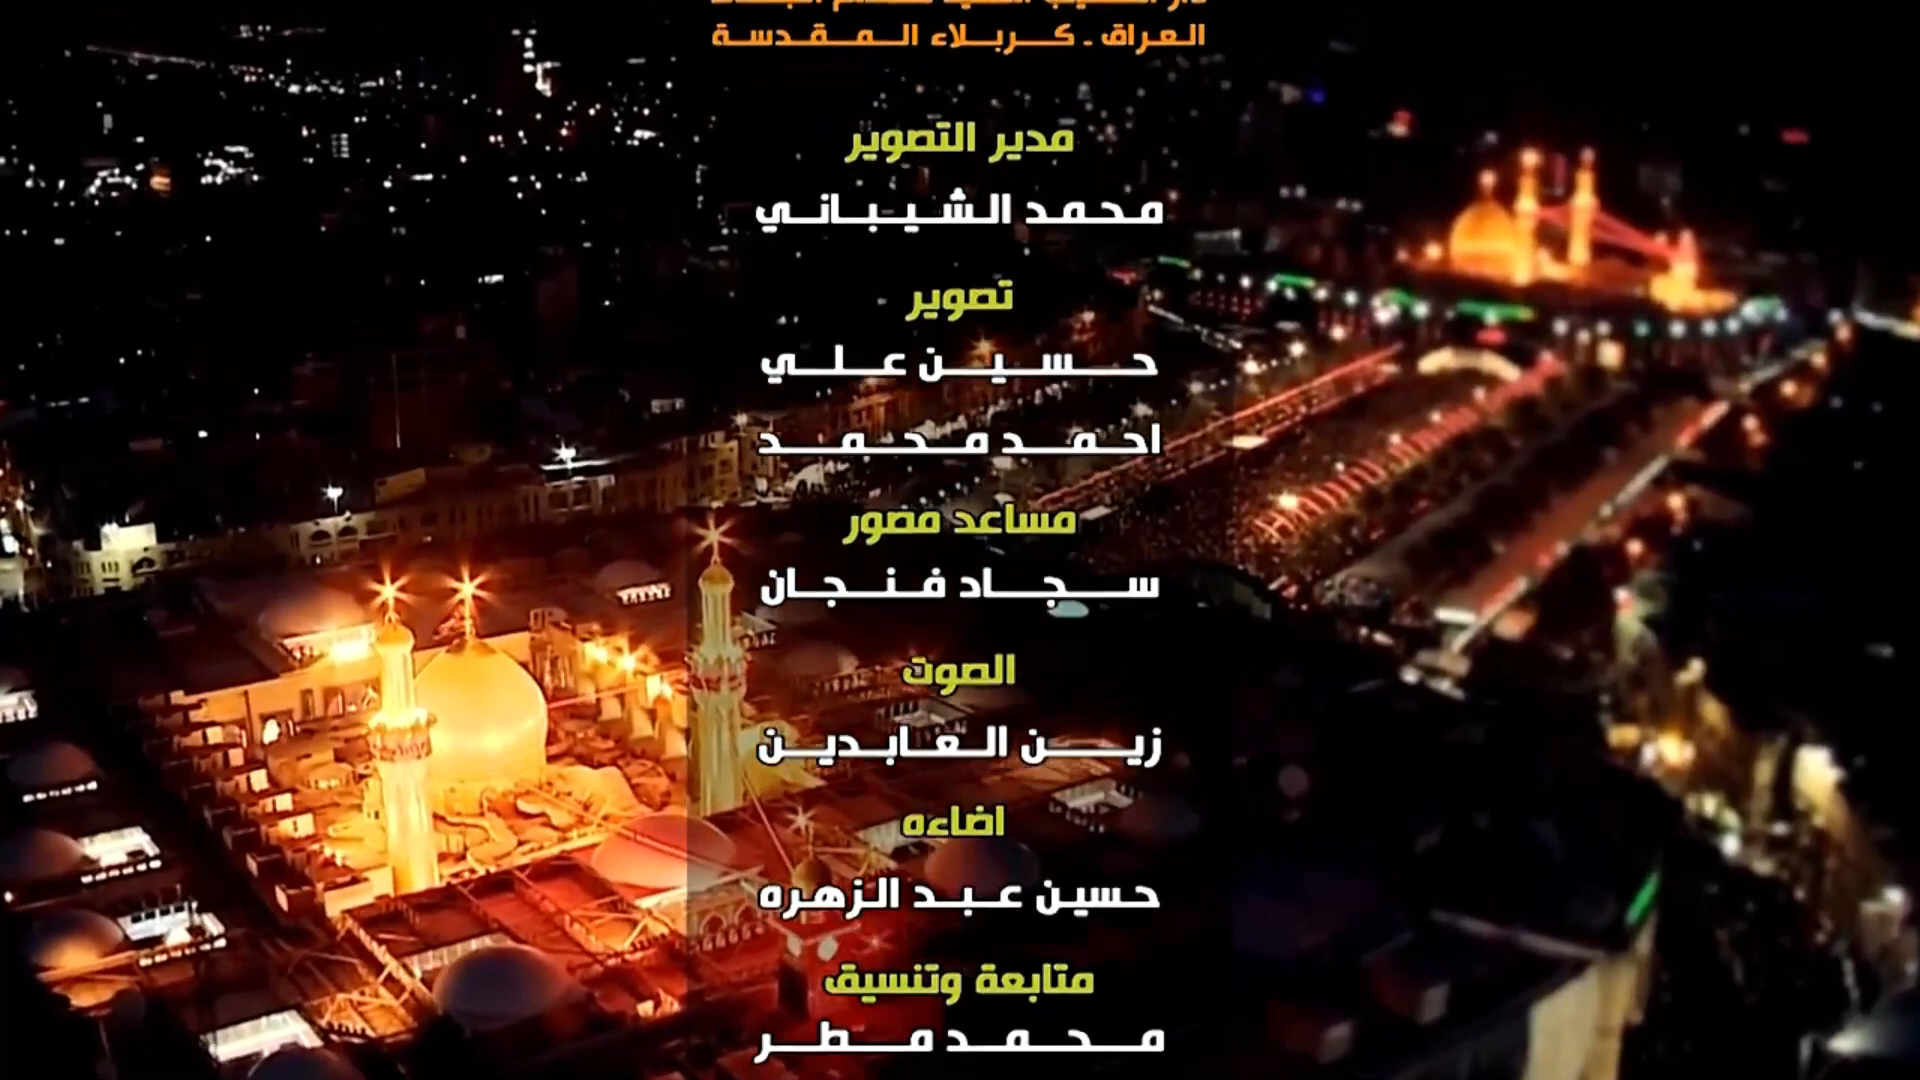 العراق ـ كربلاء المقدسة
مدير التصوير
محمد الشيباني
تصوير
حسين علي
احمد محمد
مساعد مصور
سجاد فنجان
الصوت
زين العابدين
اضاءه
حسين عبد الزهره
متابعة وتنسيق
محمد مطر